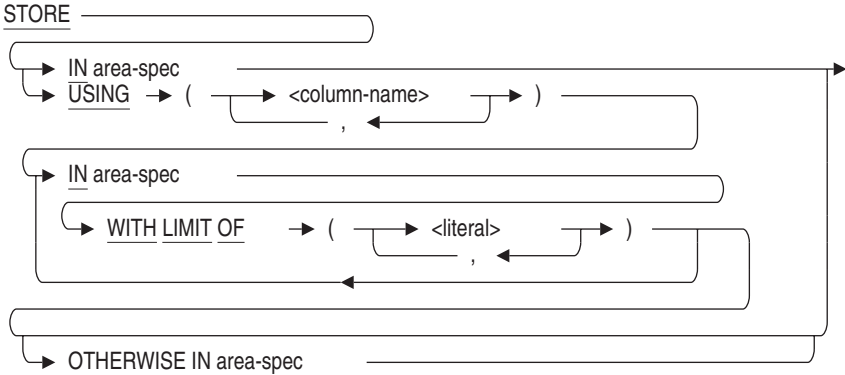 STORE
IN area-spec
USING ( <column-name> )
,
IN area-spec
WITH LIMIT OF ( <literal> )
,
OTHERWISE IN area-spec